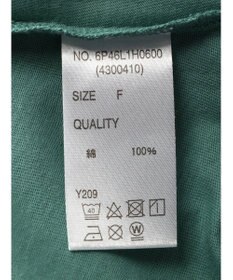 NO. 6P46L1H0600
(4300410)
SIZE F
QUALITY
綿 100%
Y209
40
W